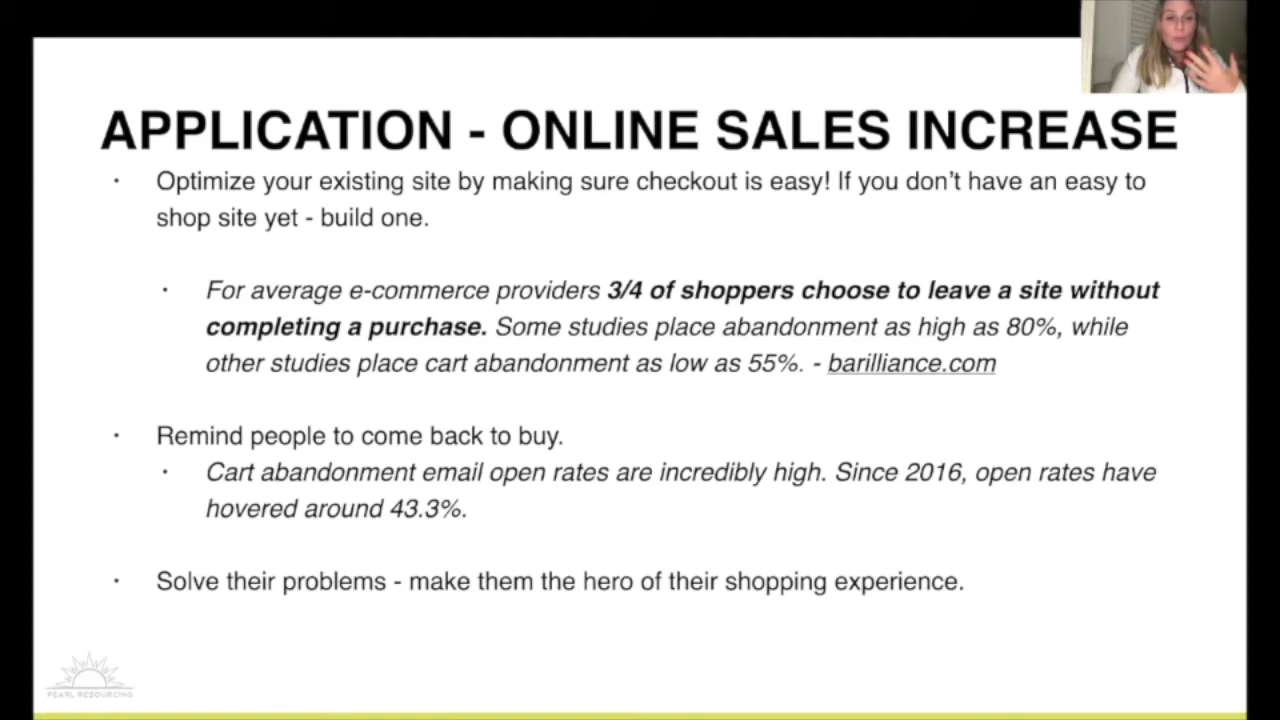 APPLICATION - ONLINE SALES INCREASE
· Optimize your existing site by making sure checkout is easy! If you don’t have an easy to
shop site yet - build one.
· For average e-commerce providers 3/4 of shoppers choose to leave a site without
completing a purchase. Some studies place abandonment as high as 80%, while
other studies place cart abandonment as low as 55%. - barilliance.com
· Remind people to come back to buy.
· Cart abandonment email open rates are incredibly high. Since 2016, open rates have
hovered around 43.3%.
· Solve their problems - make them the hero of their shopping experience.
PEARL RESOURCING